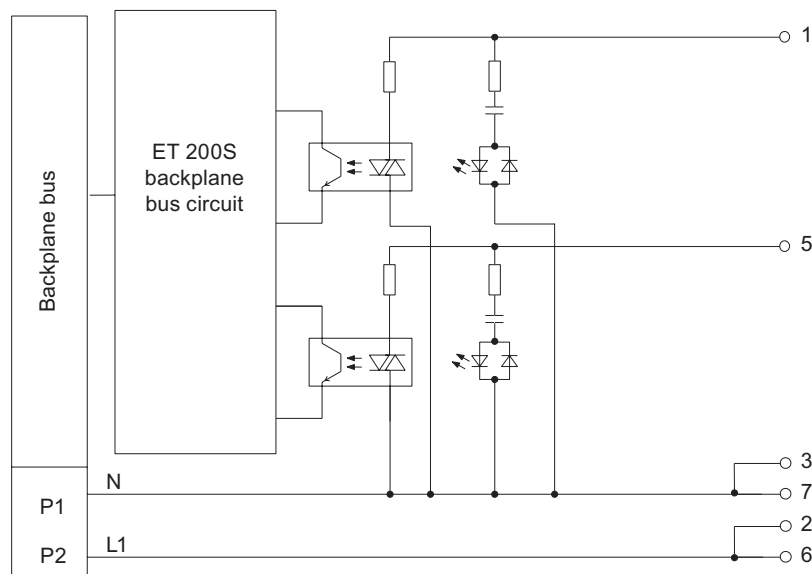 1
ET 200S
backplane
bus circuit
Backplane bus
5
3
N
7
P1
2
L1
P2
6